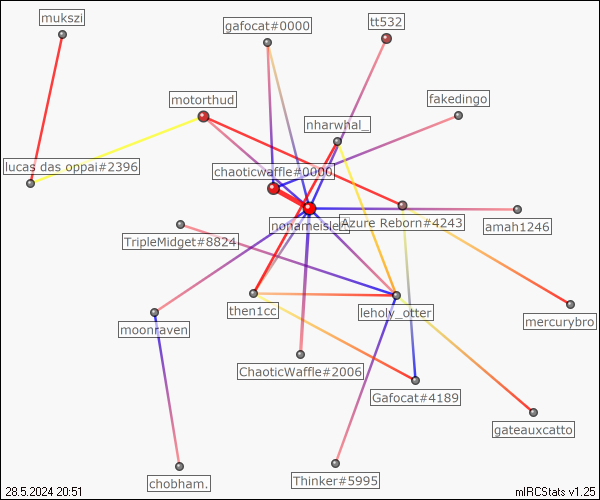 mukszi
gafocat#0000
tt532
motorthud
fakedingo
nharwhal_
lucas das oppai#2396
chaoticwaffle#0000
Azure Reborn#4243
amah1246
TripleMidget#8824
then1cc
leholy_otter
mercurybro
moonraven
ChaoticWaffle#2006
Gafocat#4189
gateauxcatto
chobham.
Thinker#5995
28.5.2024 20:51
mIRCStats v1.25